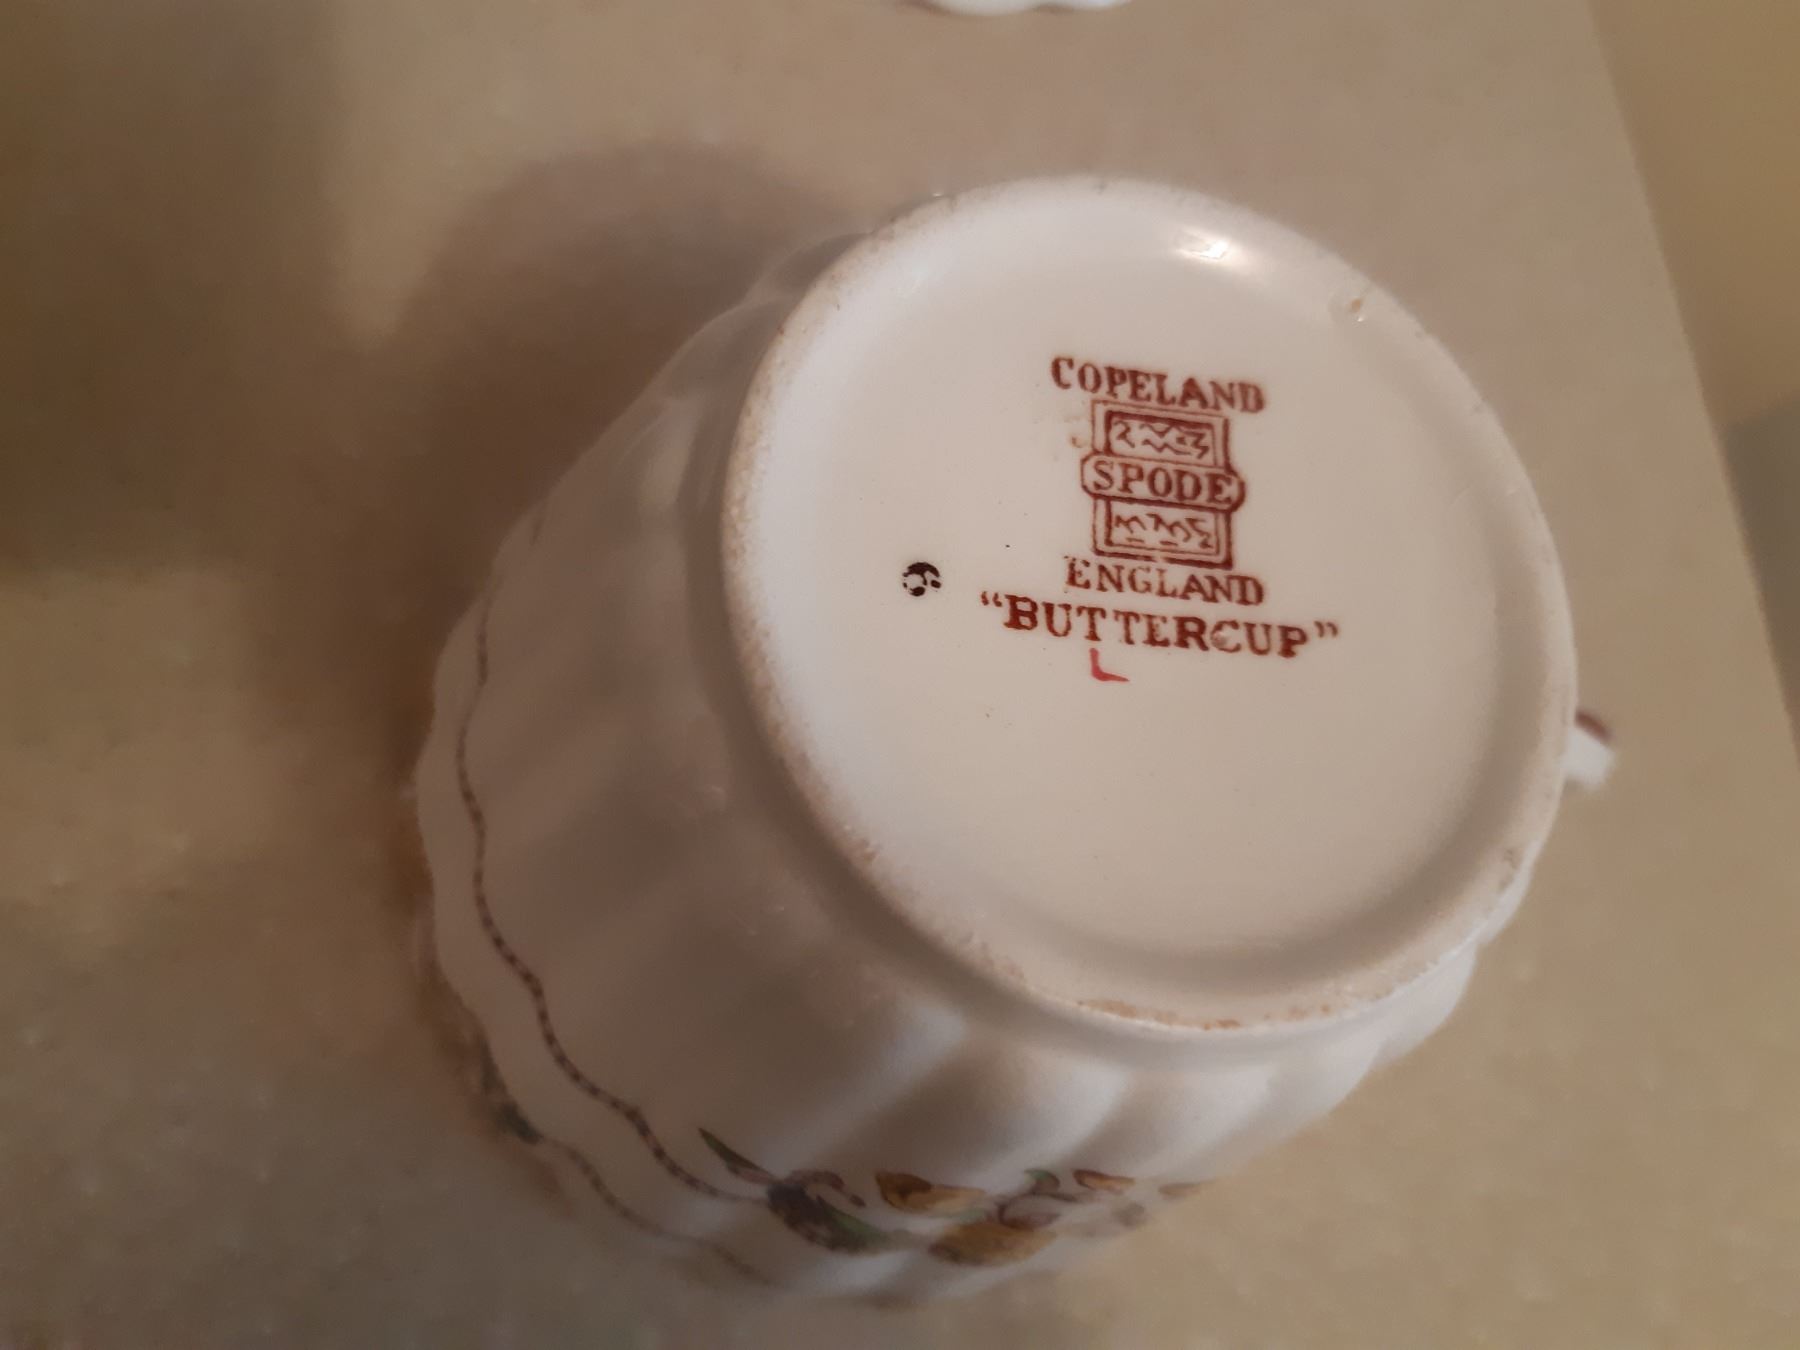 COPELAND
SPODE
ENGLAND
"BUTTERCUP"
L